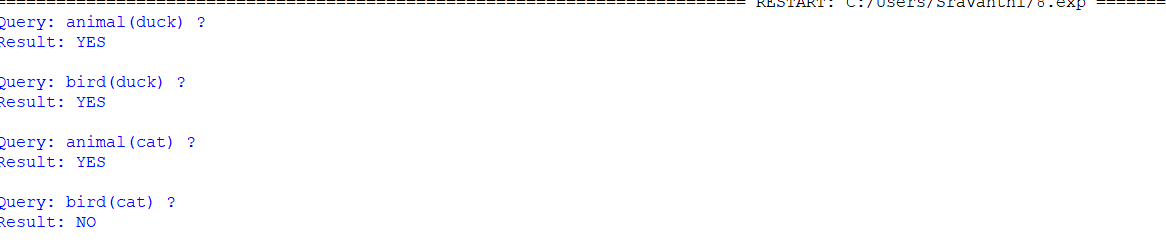 ======================================================================== RESTART: C:/Users/Sravanthi/8.exp =======
Query: animal(duck) ?
Result: YES
Query: bird(duck) ?
Result: YES
Query: animal(cat) ?
Result: YES
Query: bird(cat) ?
Result: NO